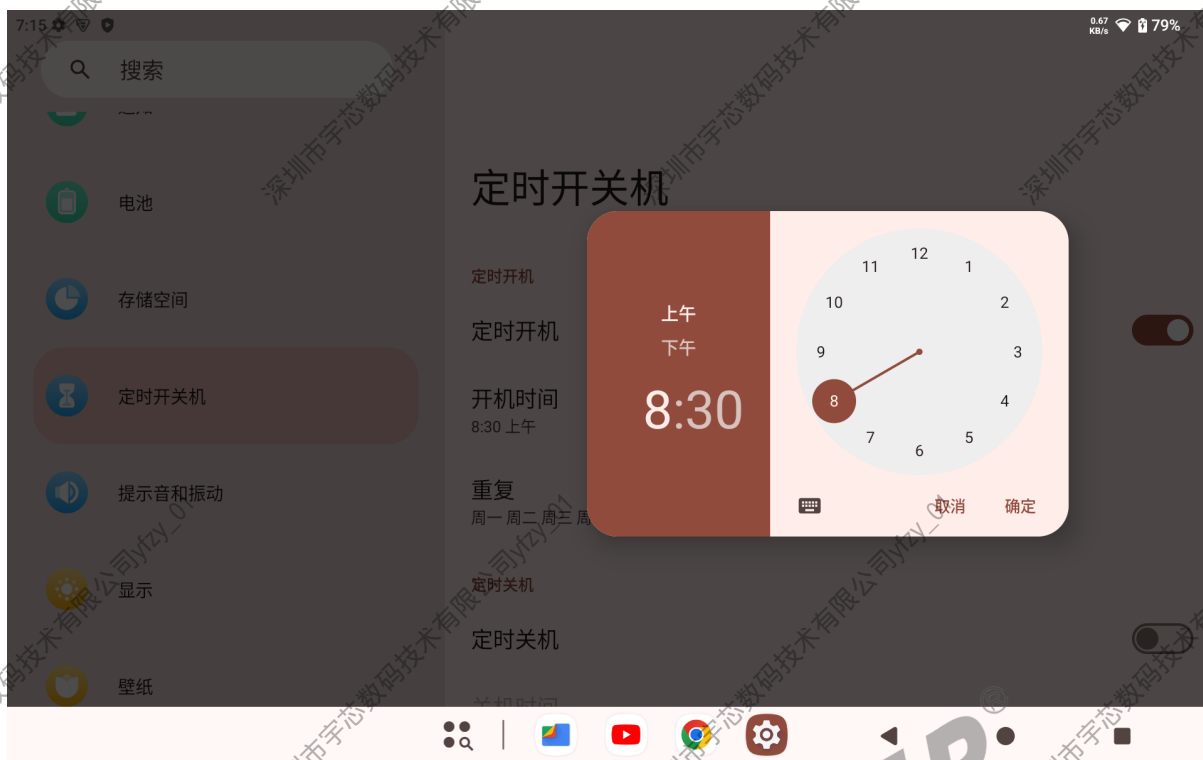 7:15
0.67
KB/s
79%
搜索
电池
存储空间
定时开关机
提示音和振动
显示
壁纸
定时开关机
定时开机
定时开机
开机时间
8:30 上午
重复
周一 周二 周三 周
定时关机
定时关机
关机时间
上午
下午
8:30
12
1
2
3
4
5
6
7
8
9
10
11
取消
确定
深圳市宇芯数码技术有限公司yfzy_01